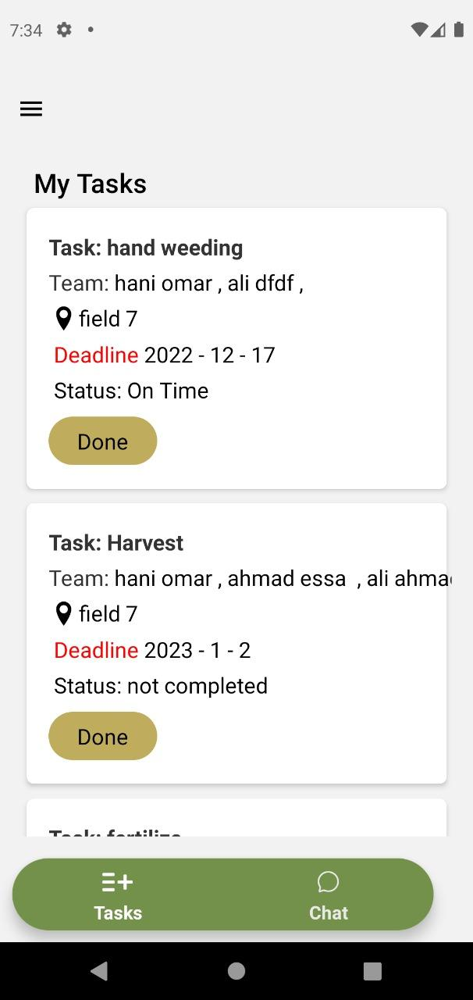 7:34
My Tasks
Task: hand weeding
Team: hani omar , ali dfdf ,
field 7
Deadline 2022 - 12 - 17
Status: On Time
Done
Task: Harvest
Team: hani omar , ahmad essa , ali ahma
field 7
Deadline 2023 - 1 - 2
Status: not completed
Done
Task: fertilize
Tasks
Chat